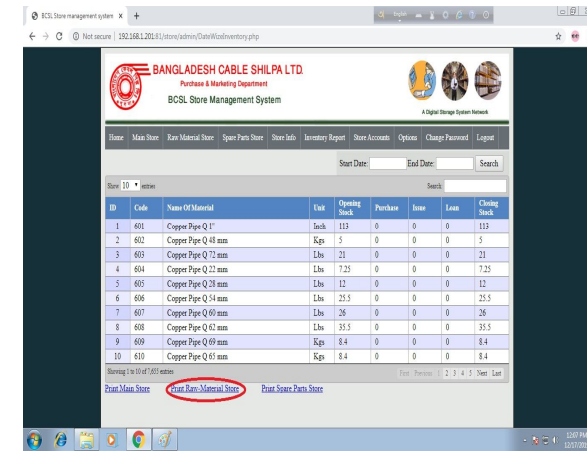 BCSL Store management system
English
Not secure | 192.168.1.201:81/store/admin/DateWizeInventory.php
BANGLADESH CABLE SHILPA LTD.
Purchase & Marketing Department
BCSL Store Management System
A Digital Storage System Network
Home Main Store Raw Material Store Spare Parts Store Store Info Inventory Report Store Accounts Options Change Password Logout
Start Date: End Date: Search
Show 10 entries Search:
ID Code Name Of Material Unit Opening Stock Purchase Issue Loan Closing Stock
1 601 Copper Pipe Q 1" Inch 113 0 0 0 113
2 602 Copper Pipe Q 48 mm Kgs 5 0 0 0 5
3 603 Copper Pipe Q 72 mm Lbs 21 0 0 0 21
4 604 Copper Pipe Q 22 mm Lbs 7.25 0 0 0 7.25
5 605 Copper Pipe Q 28 mm Lbs 12 0 0 0 12
6 606 Copper Pipe Q 54 mm Lbs 25.5 0 0 0 25.5
7 607 Copper Pipe Q 60 mm Lbs 26 0 0 0 26
8 608 Copper Pipe Q 62 mm Lbs 35.5 0 0 0 35.5
9 609 Copper Pipe Q 69 mm Kgs 8.4 0 0 0 8.4
10 610 Copper Pipe Q 65 mm Kgs 8.4 0 0 0 8.4
Showing 1 to 10 of 7,655 entries First Previous 1 2 3 4 5 Next Last
Print Main Store Print Raw-Material Store Print Spare Parts Store
12:07 PM